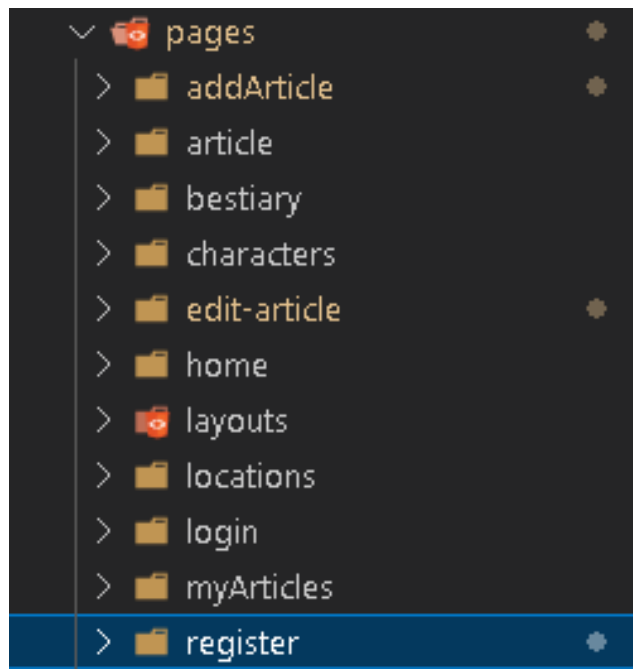 pages
addArticle
article
bestiary
characters
edit-article
home
layouts
locations
login
myArticles
register